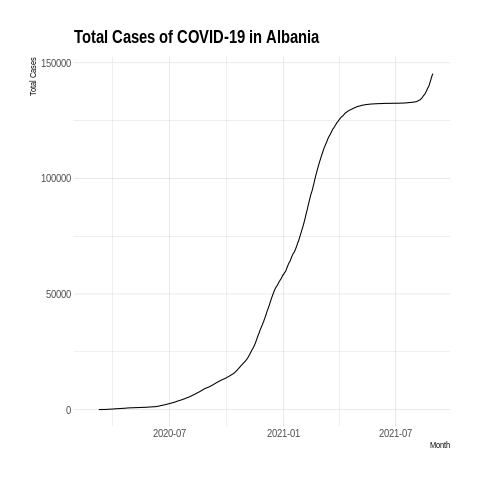 Total Cases of COVID-19 in Albania
Total Cases
150000
100000
50000
0
2020-07 2021-01 2021-07
Month